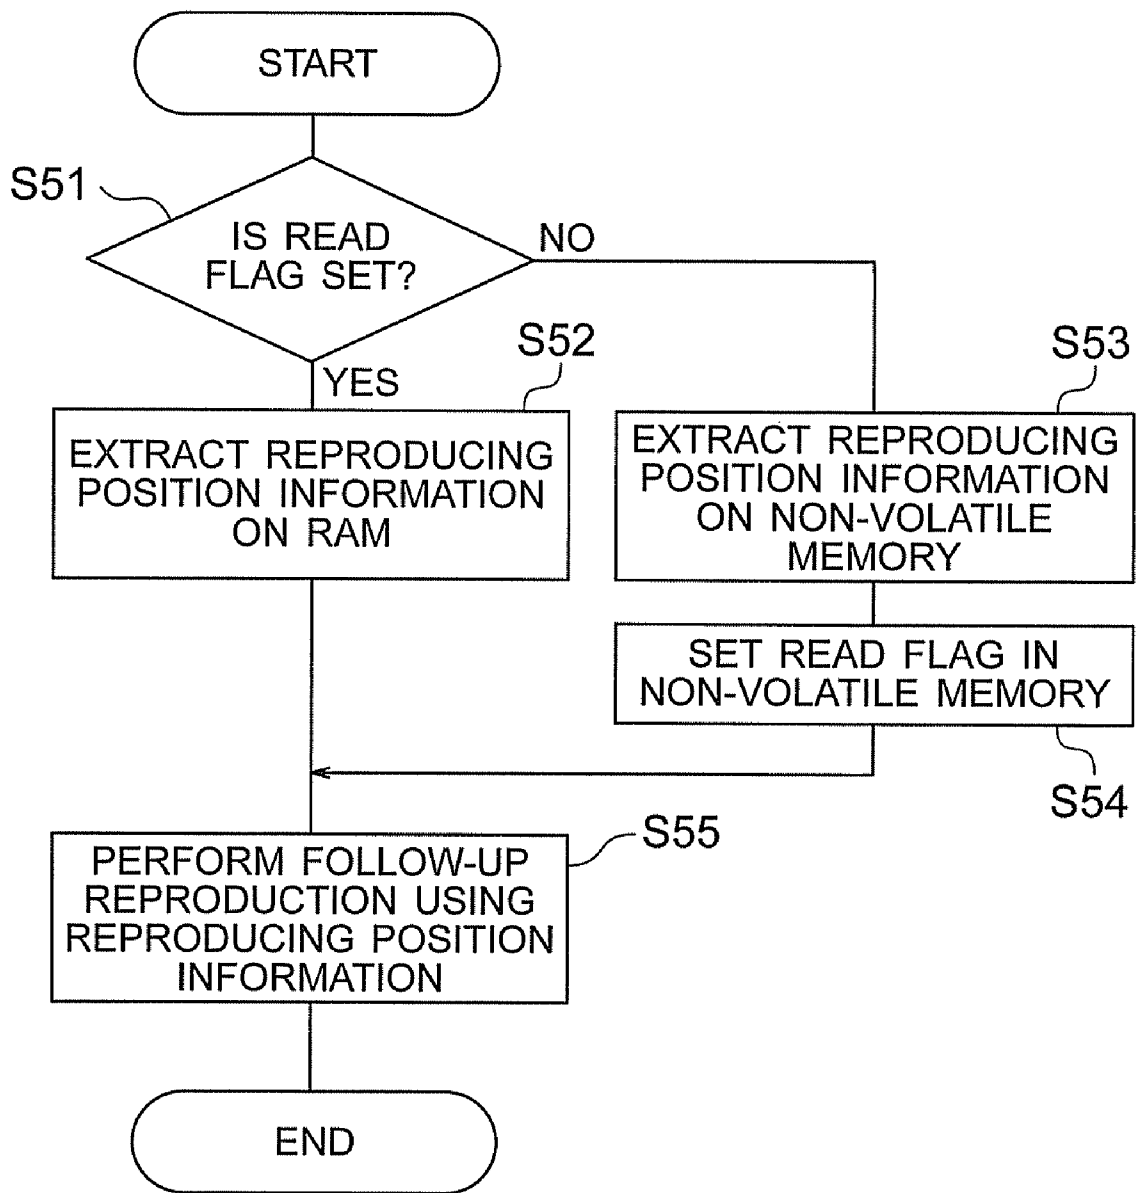 START
S51
IS READ
FLAG SET?
NO
YES
S52
EXTRACT REPRODUCING
POSITION INFORMATION
ON RAM
S53
EXTRACT REPRODUCING
POSITION INFORMATION
ON NON-VOLATILE
MEMORY
SET READ FLAG IN
NON-VOLATILE MEMORY
S54
S55
PERFORM FOLLOW-UP
REPRODUCTION USING
REPRODUCING POSITION
INFORMATION
END